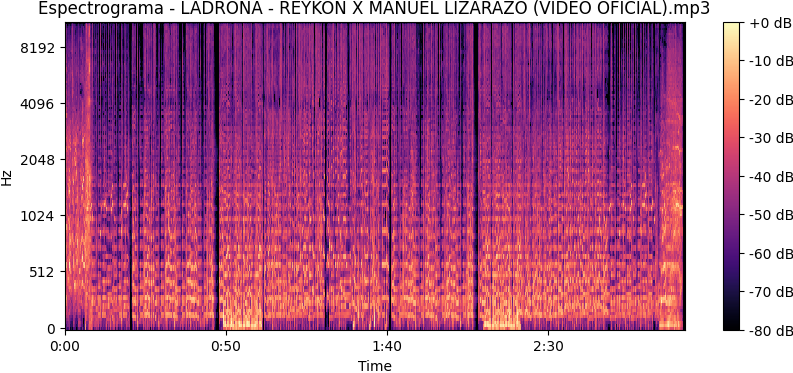 Espectrograma - LADRONA - REYKON X MANUEL LIZARAZO (VIDEO OFICIAL).mp3
Hz
8192
4096
2048
1024
512
0
0:00
0:50
1:40
2:30
Time
+0 dB
-10 dB
-20 dB
-30 dB
-40 dB
-50 dB
-60 dB
-70 dB
-80 dB